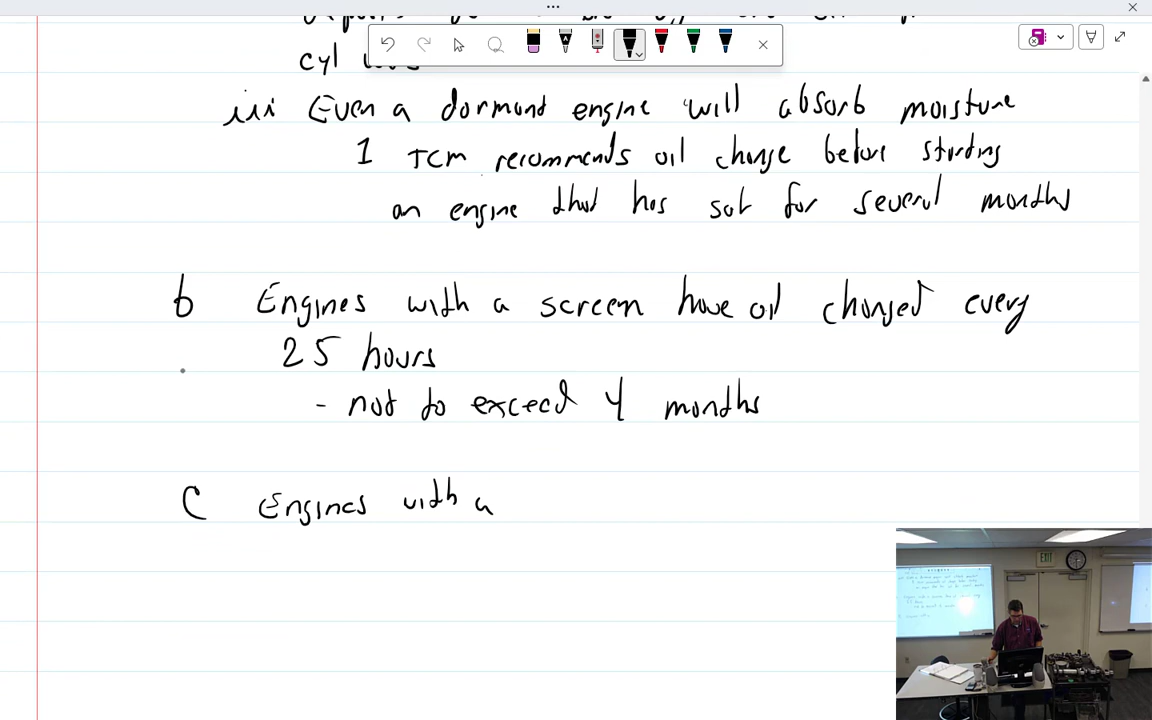 cyl
iii Even a dormant engine will absorb moisture
1 TCM recommends oil change before starting
an engine that has sat for several months
b Engines with a screen have oil changed every
25 hours
- not to exceed 4 months
C Engines with a
EXIT